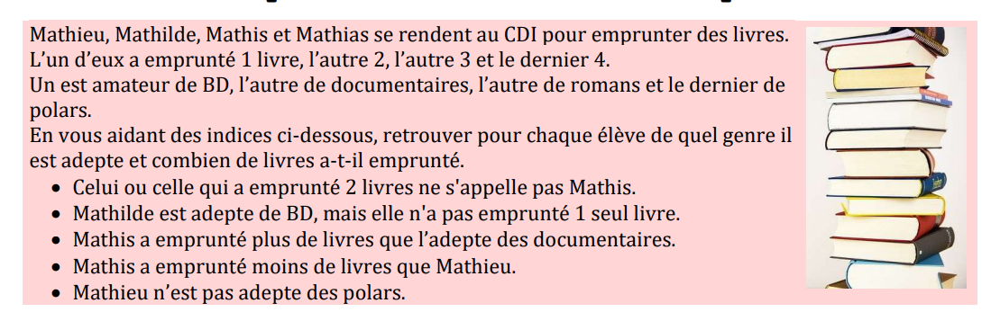 Mathieu, Mathilde, Mathis et Mathias se rendent au CDI pour emprunter des livres.
L'un d'eux a emprunté 1 livre, l'autre 2, l'autre 3 et le dernier 4.
Un est amateur de BD, l'autre de documentaires, l'autre de romans et le dernier de
polars.
En vous aidant des indices ci-dessous, retrouver pour chaque élève de quel genre il
est adepte et combien de livres a-t-il emprunté.
• Celui ou celle qui a emprunté 2 livres ne s'appelle pas Mathis.
• Mathilde est adepte de BD, mais elle n'a pas emprunté 1 seul livre.
• Mathis a emprunté plus de livres que l'adepte des documentaires.
• Mathis a emprunté moins de livres que Mathieu.
• Mathieu n'est pas adepte des polars.